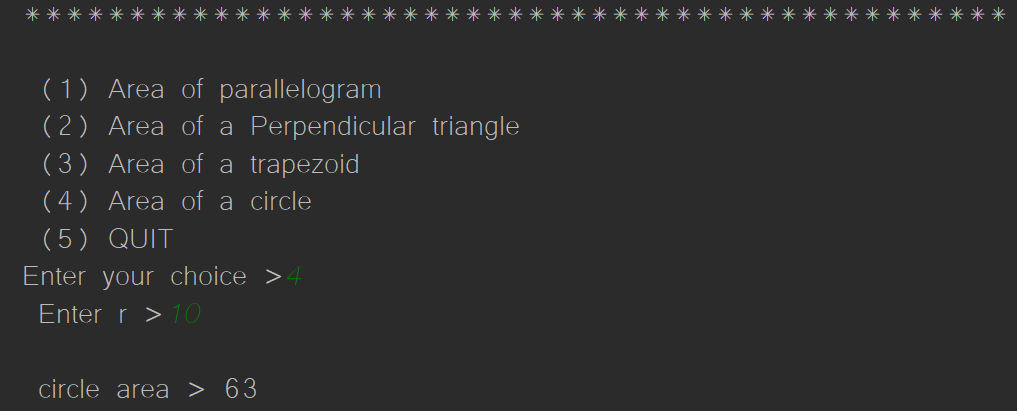 ***********************************************
(1) Area of parallelogram
(2) Area of a Perpendicular triangle
(3) Area of a trapezoid
(4) Area of a circle
(5) QUIT
Enter your choice >4
Enter r >10
circle area > 63